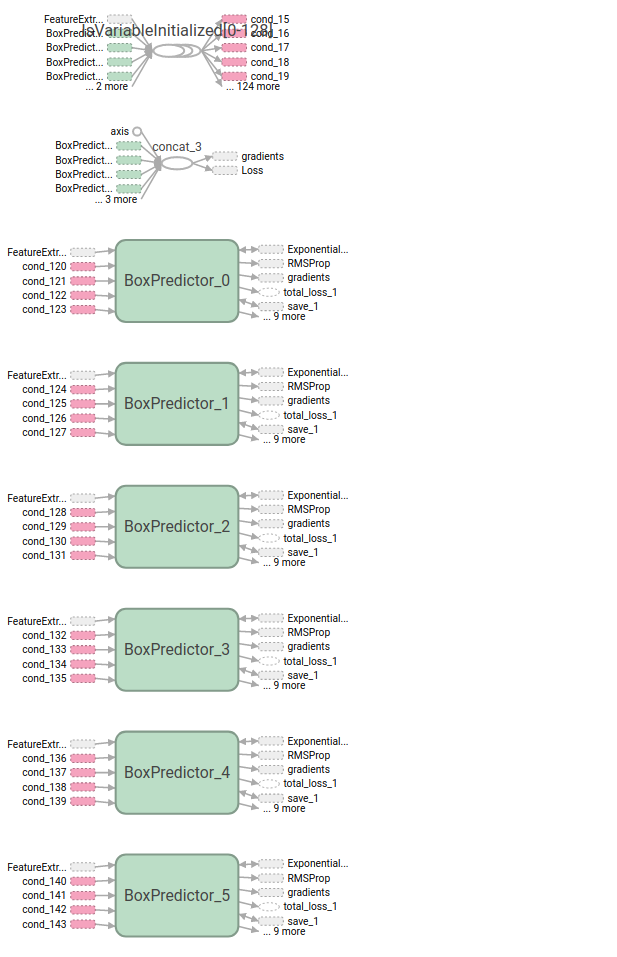 FeatureExtr...
BoxPredict...
BoxPredict...
BoxPredict...
BoxPredict...
... 2 more
IsVariableInitialized[0-128]
cond_15
cond_16
cond_17
cond_18
cond_19
... 124 more
axis
BoxPredict...
BoxPredict...
BoxPredict...
BoxPredict...
... 3 more
concat_3
gradients
Loss
FeatureExtr...
cond_120
cond_121
cond_122
cond_123
BoxPredictor_0
Exponential...
RMSProp
gradients
total_loss_1
save_1
... 9 more
FeatureExtr...
cond_124
cond_125
cond_126
cond_127
BoxPredictor_1
Exponential...
RMSProp
gradients
total_loss_1
save_1
... 9 more
FeatureExtr...
cond_128
cond_129
cond_130
cond_131
BoxPredictor_2
Exponential...
RMSProp
gradients
total_loss_1
save_1
... 9 more
FeatureExtr...
cond_132
cond_133
cond_134
cond_135
BoxPredictor_3
Exponential...
RMSProp
gradients
total_loss_1
save_1
... 9 more
FeatureExtr...
cond_136
cond_137
cond_138
cond_139
BoxPredictor_4
Exponential...
RMSProp
gradients
total_loss_1
save_1
... 9 more
FeatureExtr...
cond_140
cond_141
cond_142
cond_143
BoxPredictor_5
Exponential...
RMSProp
gradients
total_loss_1
save_1
... 9 more